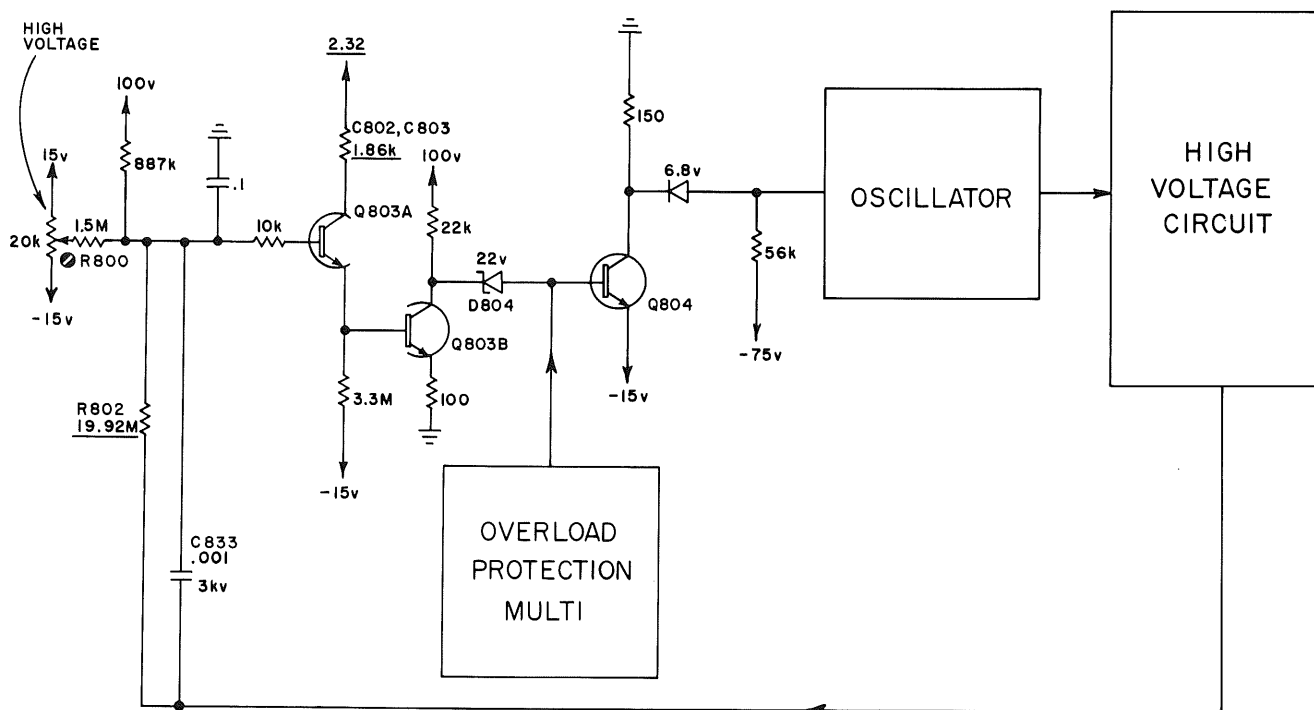 HIGH
VOLTAGE
2.32
100v
C802, C803
1.86k
100v
150
15v
887k
.1
6.8v
OSCILLATOR
HIGH
VOLTAGE
CIRCUIT
Q803A
22k
20k
1.5M
10k
R800
22v
56k
D804
Q804
-15v
Q803B
-75v
R802
19.92M
3.3M
100
-15v
-15v
C833
.001
3kv
OVERLOAD
PROTECTION
MULTI